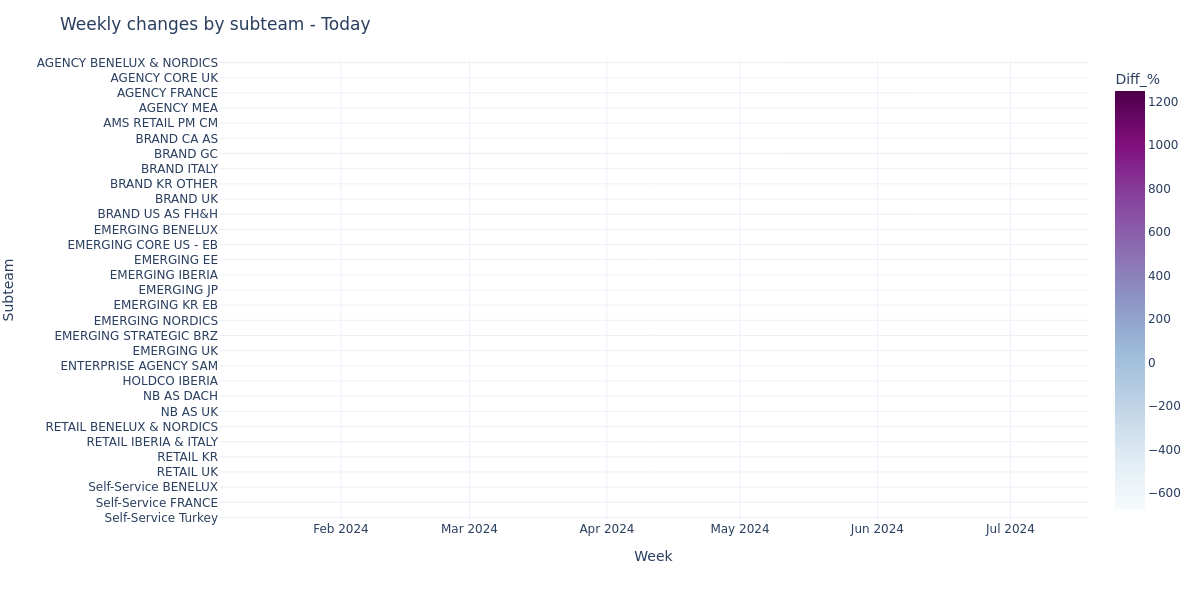 Weekly changes by subteam - Today
AGENCY BENELUX & NORDICS
AGENCY CORE UK
AGENCY FRANCE
AGENCY MEA
AMS RETAIL PM CM
BRAND CA AS
BRAND GC
BRAND ITALY
BRAND KR OTHER
BRAND UK
BRAND US AS FH&H
EMERGING BENELUX
EMERGING CORE US - EB
EMERGING EE
EMERGING IBERIA
EMERGING JP
EMERGING KR EB
EMERGING NORDICS
EMERGING STRATEGIC BRZ
EMERGING UK
ENTERPRISE AGENCY SAM
HOLDCO IBERIA
NB AS DACH
NB AS UK
RETAIL BENELUX & NORDICS
RETAIL IBERIA & ITALY
RETAIL KR
RETAIL UK
Self-Service BENELUX
Self-Service FRANCE
Self-Service Turkey
Subteam
Feb 2024
Mar 2024
Apr 2024
May 2024
Jun 2024
Jul 2024
Week
Diff_%
1200
1000
800
600
400
200
0
−200
−400
−600